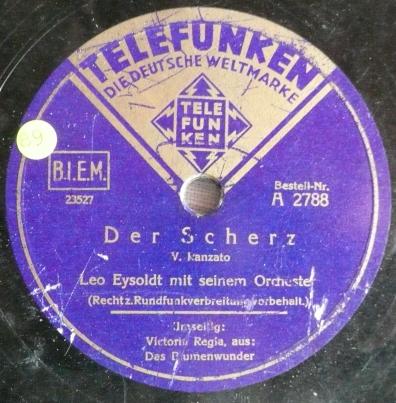 TELEFUNKEN
DIE DEUTSCHE WELTMARKE
TELE
FUN
KEN
69
B.I.E.M.
23527
Bestell-Nr.
A 2788
Der Scherz
V. Ranzato
Leo Eysoldt mit seinem Orchester
(Recht z. Rundfunkverbreitung vorbehalt.)
Umseitig:
Victoria Regia, aus:
Das Blumenwunder